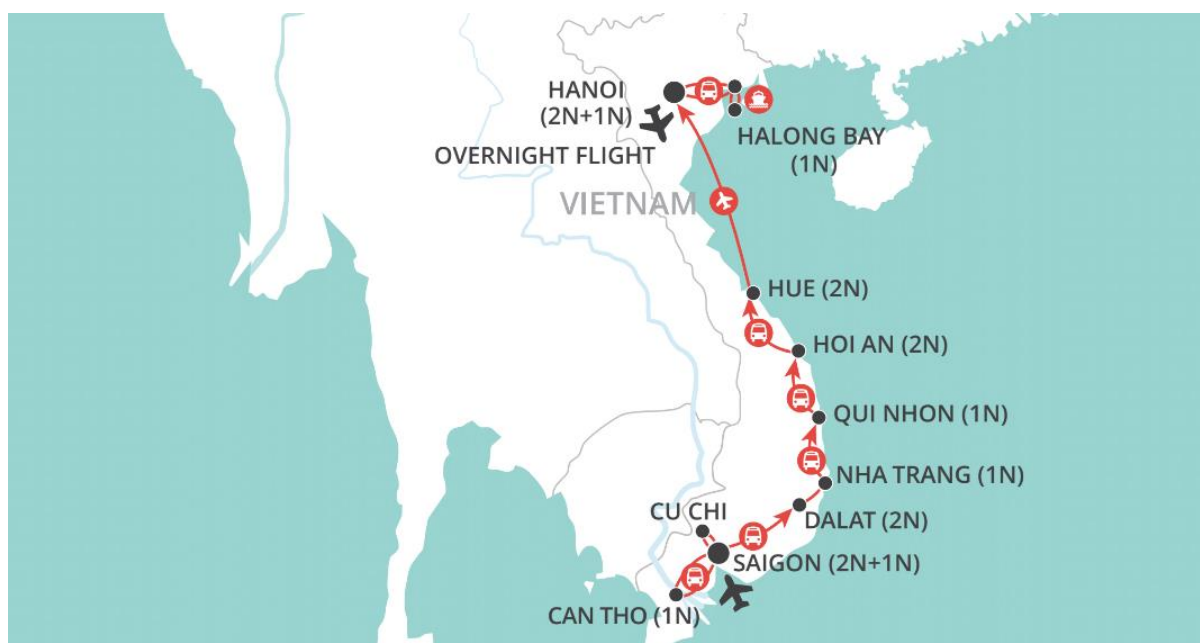 HANOI
(2N+1N)
OVERNIGHT FLIGHT
HALONG BAY
(1N)
VIETNAM
HUE (2N)
HOI AN (2N)
QUI NHON (1N)
NHA TRANG (1N)
DALAT (2N)
CU CHI
SAIGON (2N+1N)
CAN THO (1N)